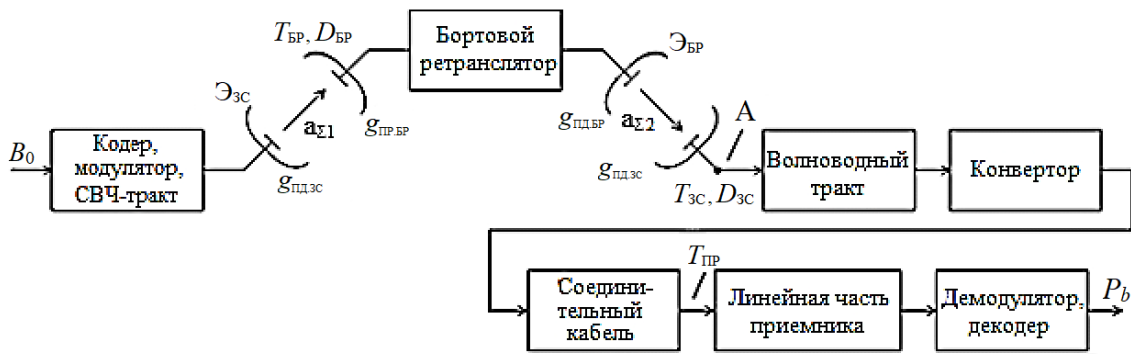 T_БР, D_БР
Бортовой
ретранслятор
Э_БР
Э_ЗС
a_Σ1
g_ПР.БР
g_ПД.БР
a_Σ2
A
B_0
Кодер,
модулятор,
СВЧ-тракт
g_ПД.ЗС
g_ПД.ЗС
T_ЗС, D_ЗС
Волноводный
тракт
Конвертор
T_ПР
Соедини-
тельный
кабель
Линейная часть
приемника
Демодулятор,
декодер
P_b